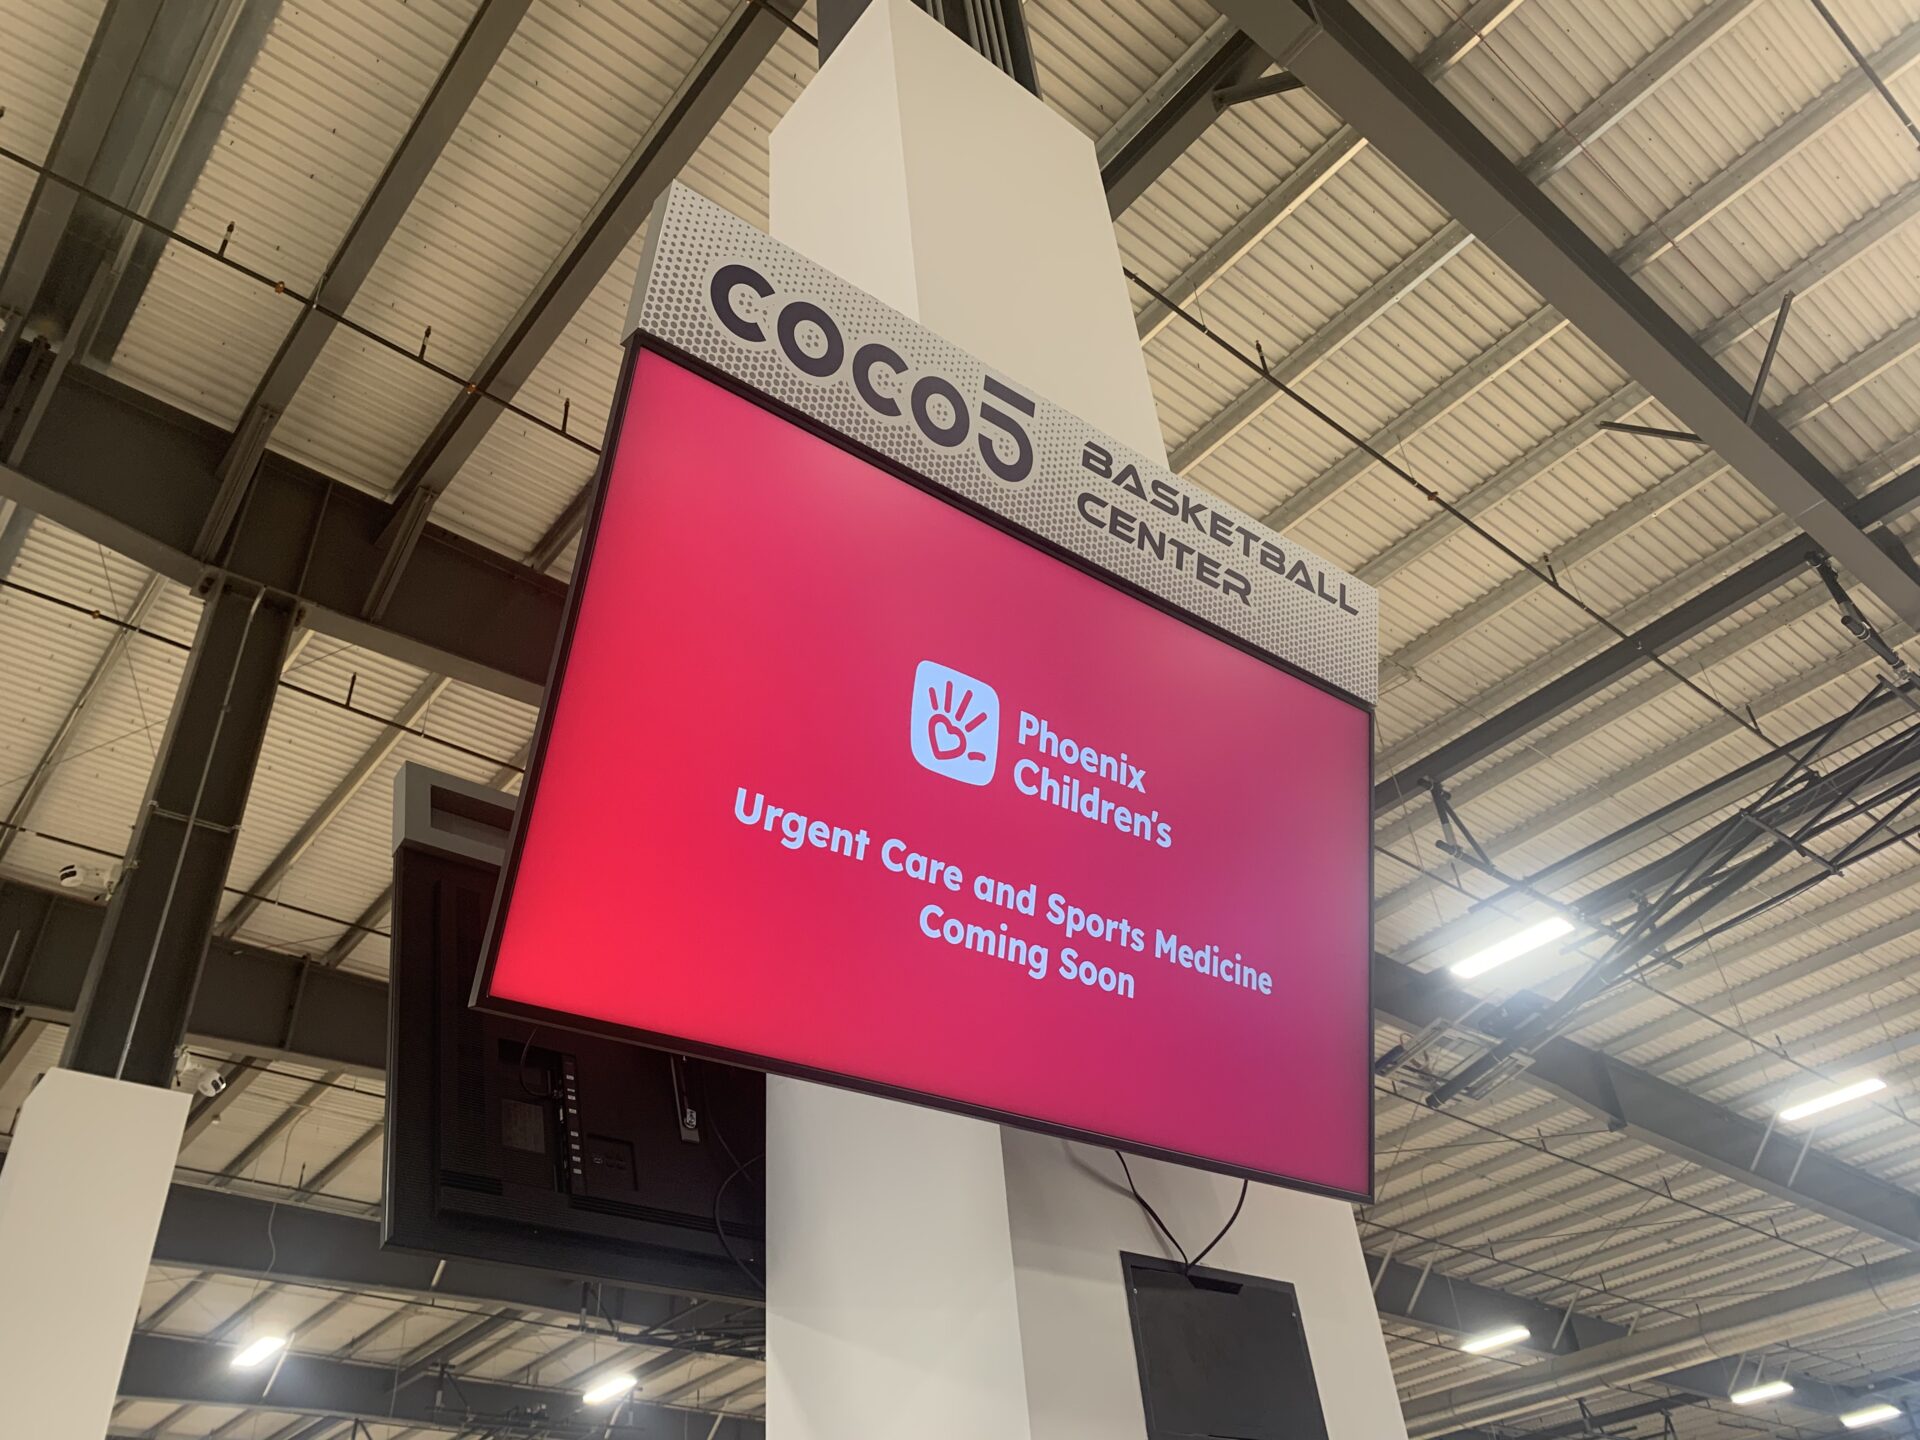 COCO5
BASKETBALL
CENTER
Phoenix
Children's
Urgent Care and Sports Medicine
Coming Soon